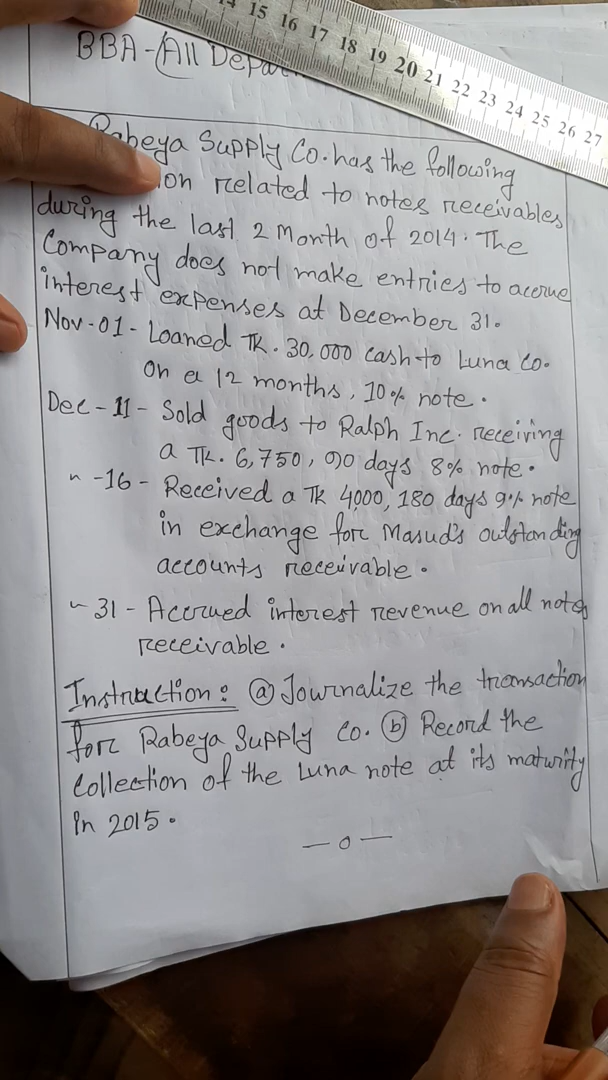 14 15 16 17 18 19 20 21 22 23 24 25 26 27
BBA-(All
Rabeya Supply Co. has the following
on related to notes receivables
during the last 2 Month of 2014. The
Company does not make entries to accrue
interest expenses at December 31.
Nov-01- Loaned TK. 30,000 cash to Luna Co.
On a 12 months, 10% note.
Dec-11- Sold goods to Ralph Inc. receiving
a TK. 6,750, 90 days 8% note.
" -16- Received a TK 4000, 180 days 9% note
in exchange for Masud's outstanding
accounts receivable.
" 31- Accrued interest revenue on all notes
receivable.
Instruction: (a) Journalize the transaction
for Rabeya Supply Co. (b) Record the
Collection of the Luna note at its maturity
in 2015.
—0—